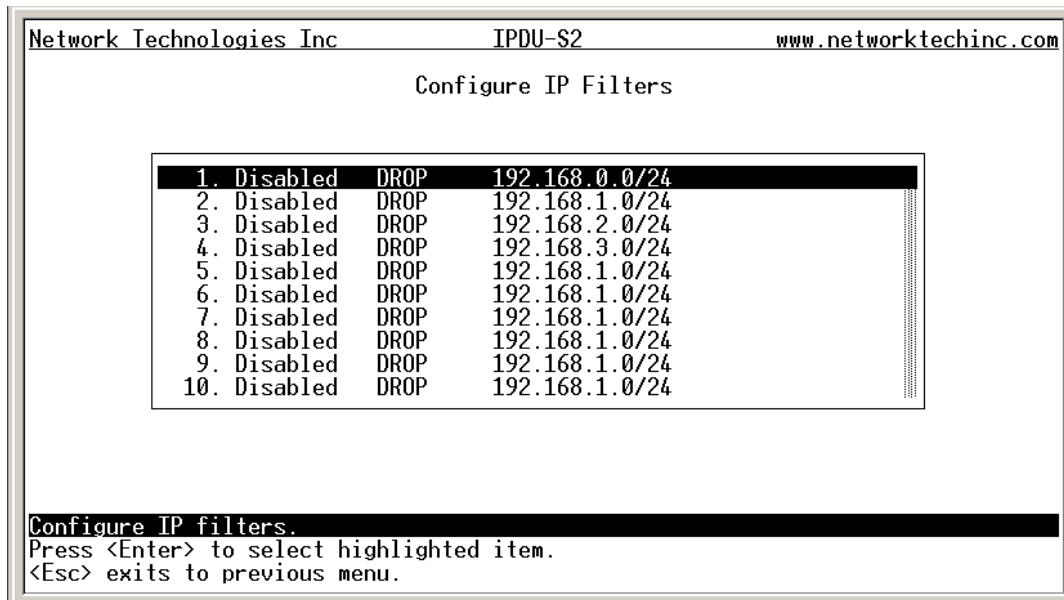 Network Technologies Inc IPDU-S2 www.networktechinc.com
Configure IP Filters
1. Disabled DROP 192.168.0.0/24
2. Disabled DROP 192.168.1.0/24
3. Disabled DROP 192.168.2.0/24
4. Disabled DROP 192.168.3.0/24
5. Disabled DROP 192.168.1.0/24
6. Disabled DROP 192.168.1.0/24
7. Disabled DROP 192.168.1.0/24
8. Disabled DROP 192.168.1.0/24
9. Disabled DROP 192.168.1.0/24
10. Disabled DROP 192.168.1.0/24
Configure IP filters.
Press <Enter> to select highlighted item.
<Esc> exits to previous menu.